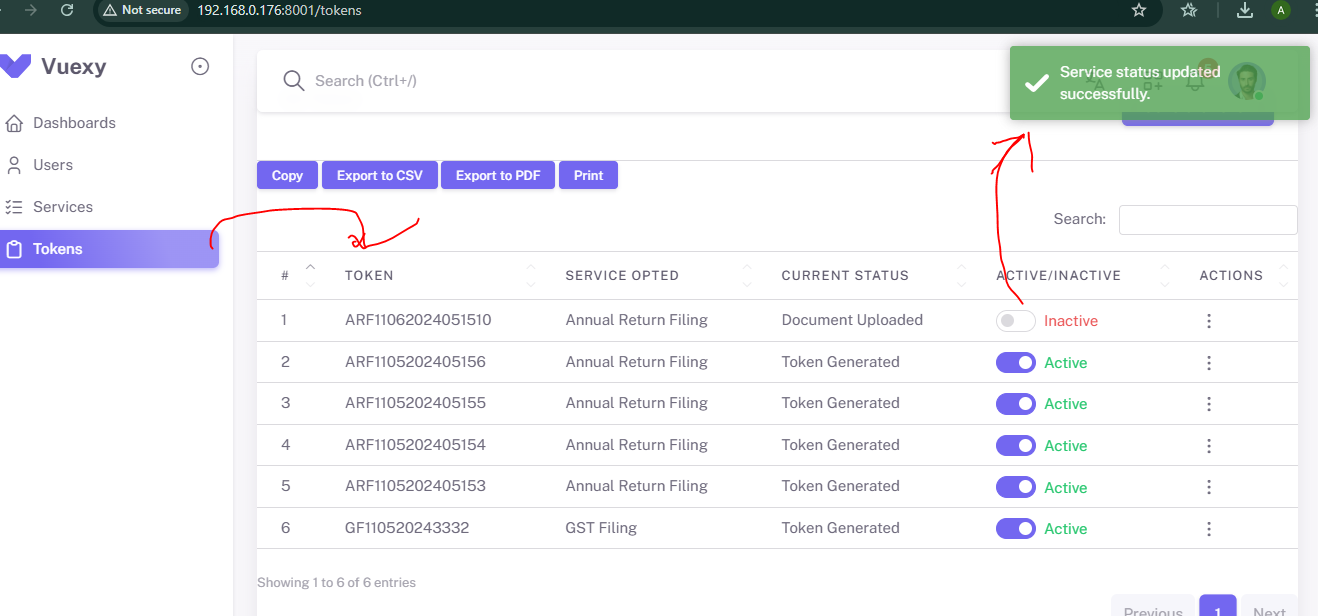 Not secure 192.168.0.176:8001/tokens A
Vuexy
Search (Ctrl+/)
Service status updated
successfully.
Dashboards
Users
Services
Tokens
Copy Export to CSV Export to PDF Print
Search:
# TOKEN SERVICE OPTED CURRENT STATUS ACTIVE/INACTIVE ACTIONS
1 ARF11062024051510 Annual Return Filing Document Uploaded Inactive
2 ARF1105202405156 Annual Return Filing Token Generated Active
3 ARF1105202405155 Annual Return Filing Token Generated Active
4 ARF1105202405154 Annual Return Filing Token Generated Active
5 ARF1105202405153 Annual Return Filing Token Generated Active
6 GF110520243332 GST Filing Token Generated Active
Showing 1 to 6 of 6 entries
Previous 1 Next